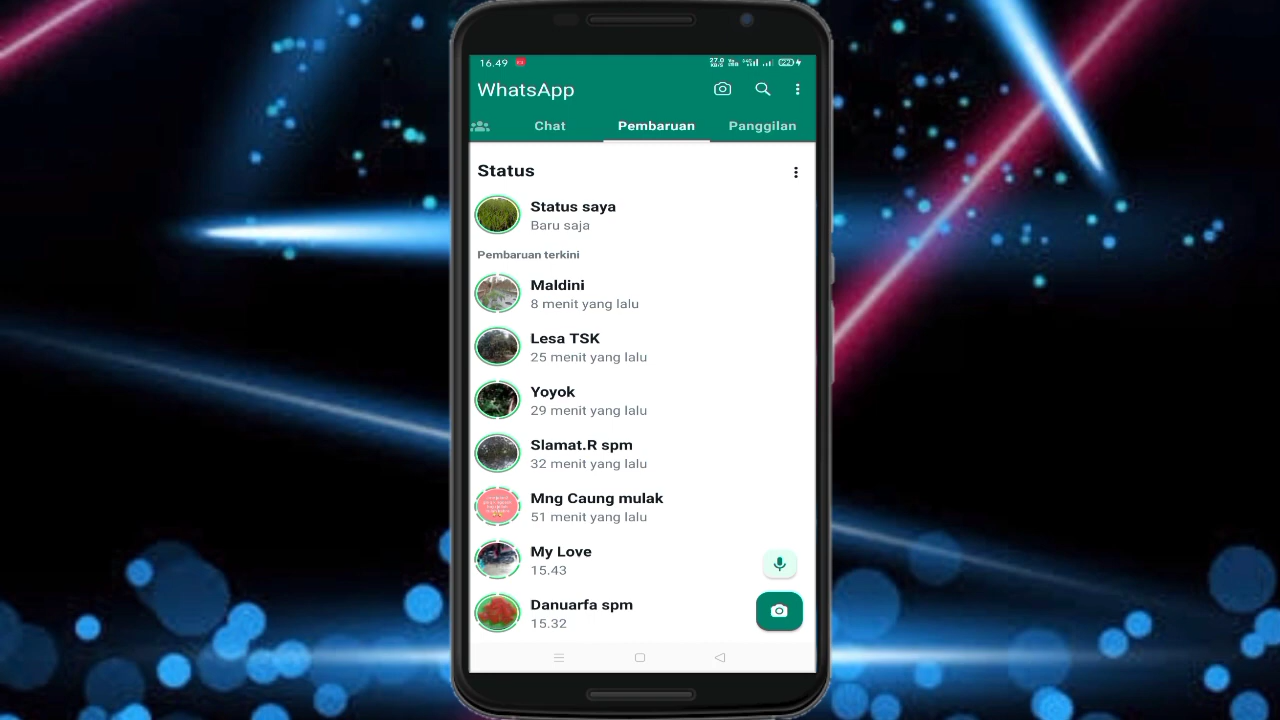 16.49
WhatsApp
Chat
Pembaruan
Panggilan
Status
Status saya
Baru saja
Pembaruan terkini
Maldini
8 menit yang lalu
Lesa TSK
25 menit yang lalu
Yoyok
29 menit yang lalu
Slamat.R spm
32 menit yang lalu
Mng Caung mulak
51 menit yang lalu
My Love
15.43
Danuarfa spm
15.32